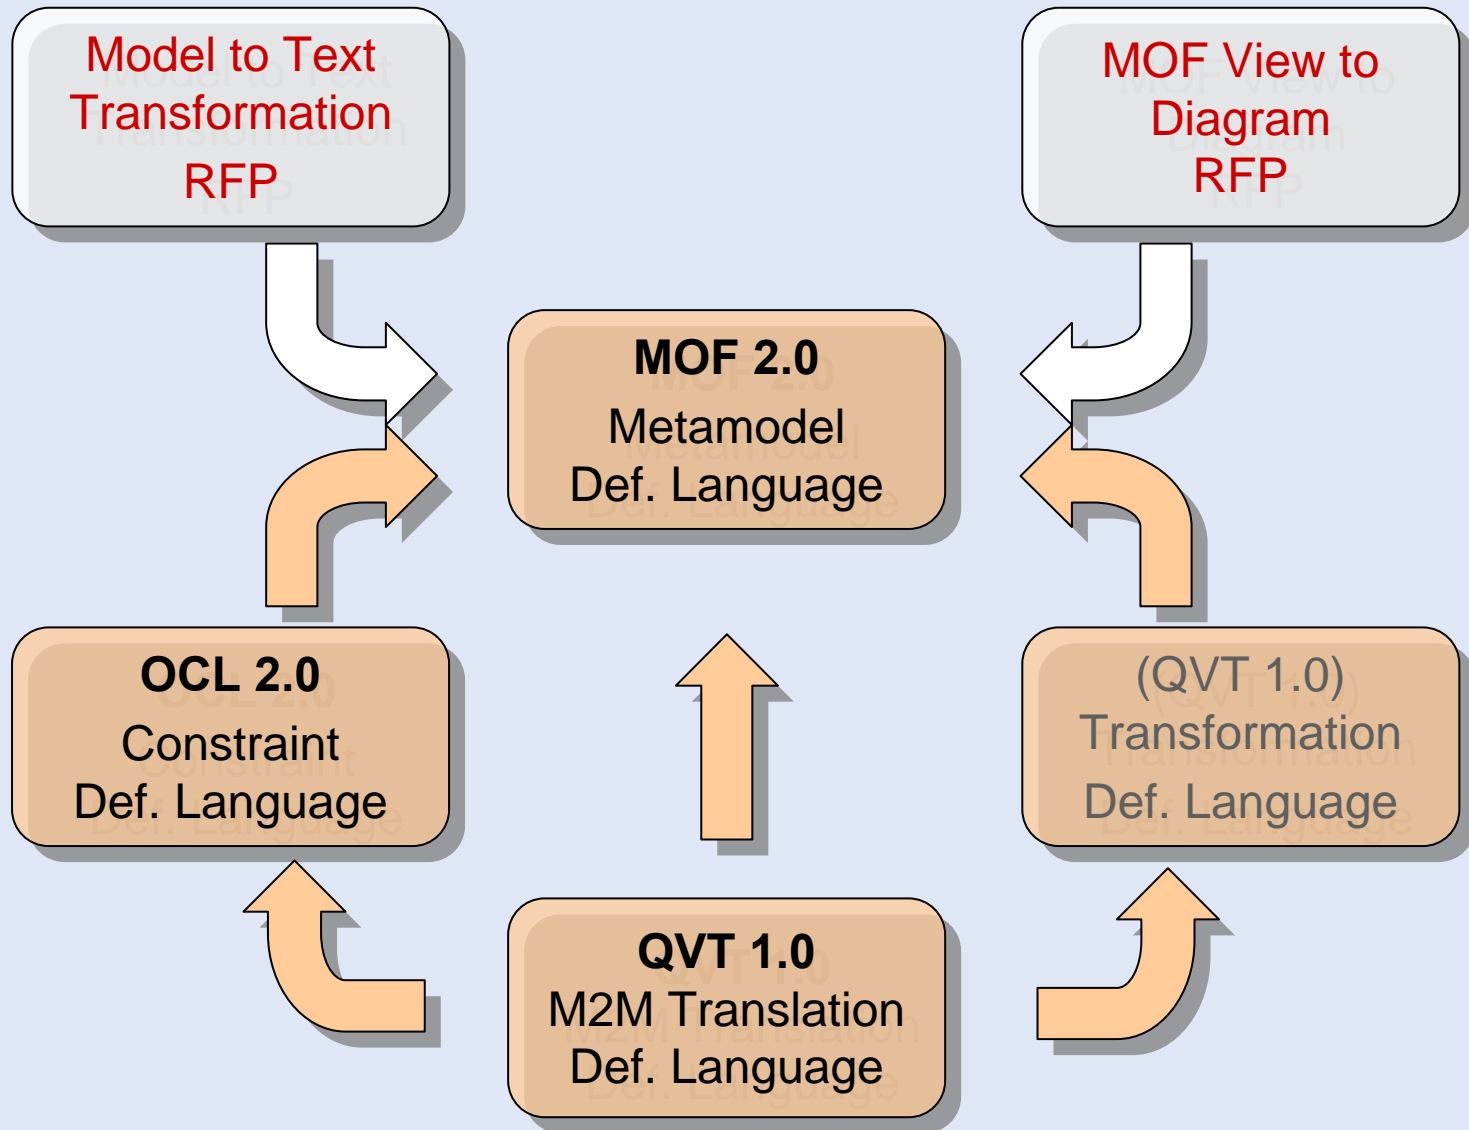 Model to Text
Transformation
RFP
MOF View to
Diagram
RFP
MOF 2.0
Metamodel
Def. Language
OCL 2.0
Constraint
Def. Language
(QVT 1.0)
Transformation
Def. Language
QVT 1.0
M2M Translation
Def. Language